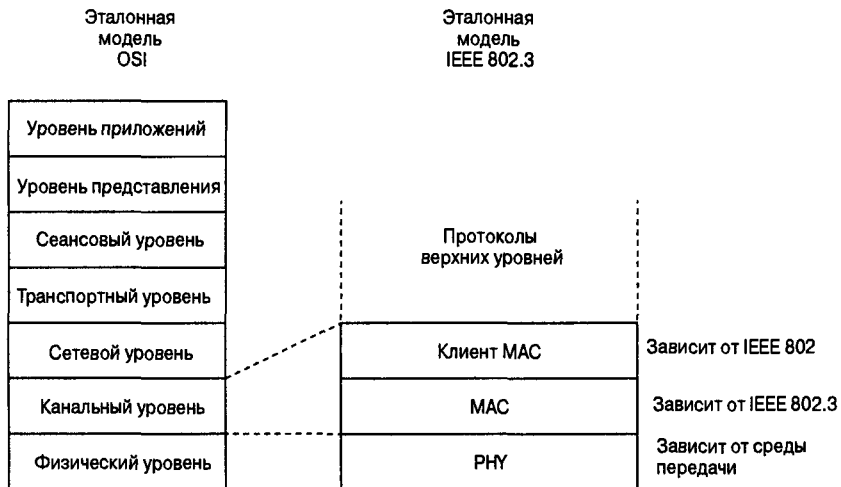 Эталонная
модель
OSI
Эталонная
модель
IEEE 802.3
Уровень приложений
Уровень представления
Сеансовый уровень
Транспортный уровень
Сетевой уровень
Канальный уровень
Физический уровень
Протоколы
верхних уровней
Клиент MAC
Зависит от IEEE 802
MAC
Зависит от IEEE 802.3
PHY
Зависит от среды
передачи